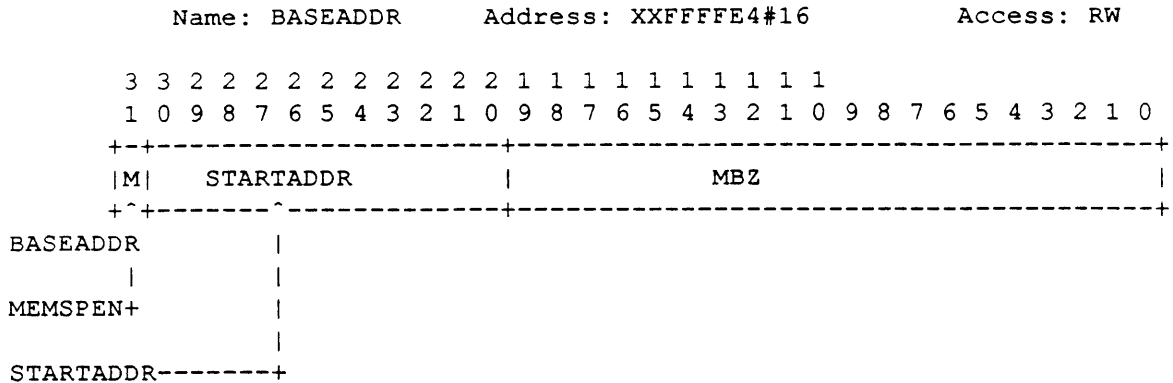 Name: BASEADDR Address: XXFFFFE4#16 Access: RW
3 3 2 2 2 2 2 2 2 2 2 2 1 1 1 1 1 1 1 1 1 1
1 0 9 8 7 6 5 4 3 2 1 0 9 8 7 6 5 4 3 2 1 0 9 8 7 6 5 4 3 2 1 0
+-+----------------------+----------------------------------------+
|M| STARTADDR | MBZ |
+^+-------^--------------+----------------------------------------+
BASEADDR |
| |
MEMSPEN+ |
|
STARTADDR-------+